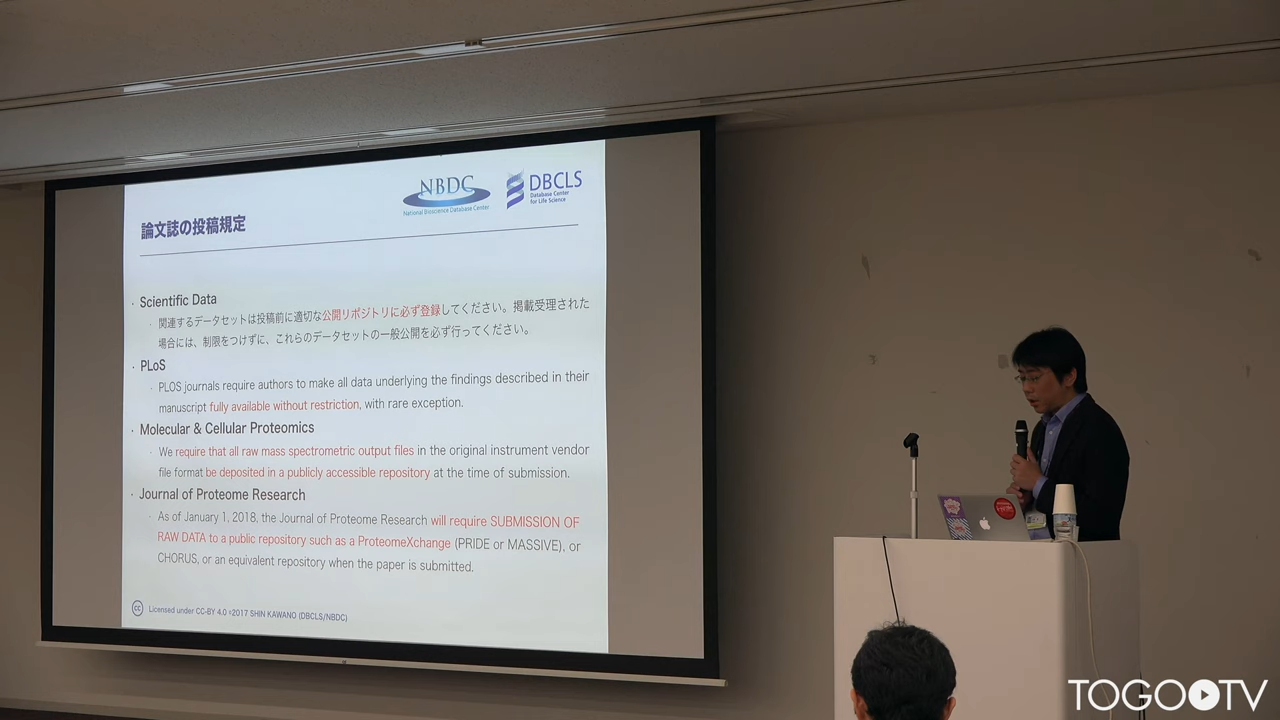 NBDC
National Bioscience Database Center
DBCLS
Database Center
for Life Science
論文誌の投稿規定
· Scientific Data
· 関連するデータセットは投稿前に適切な公開リポジトリに必ず登録してください。掲載受理された
場合には、制限をつけずに、これらのデータセットの一般公開を必ず行ってください。
· PLoS
· PLOS journals require authors to make all data underlying the findings described in their
manuscript fully available without restriction, with rare exception.
· Molecular & Cellular Proteomics
· We require that all raw mass spectrometric output files in the original instrument vendor
file format be deposited in a publicly accessible repository at the time of submission.
· Journal of Proteome Research
· As of January 1, 2018, the Journal of Proteome Research will require SUBMISSION OF
RAW DATA to a public repository such as a ProteomeXchange (PRIDE or MASSIVE), or
CHORUS, or an equivalent repository when the paper is submitted.
cc Licensed under CC-BY 4.0 ©2017 SHIN KAWANO (DBCLS/NBDC)
TOGOTV